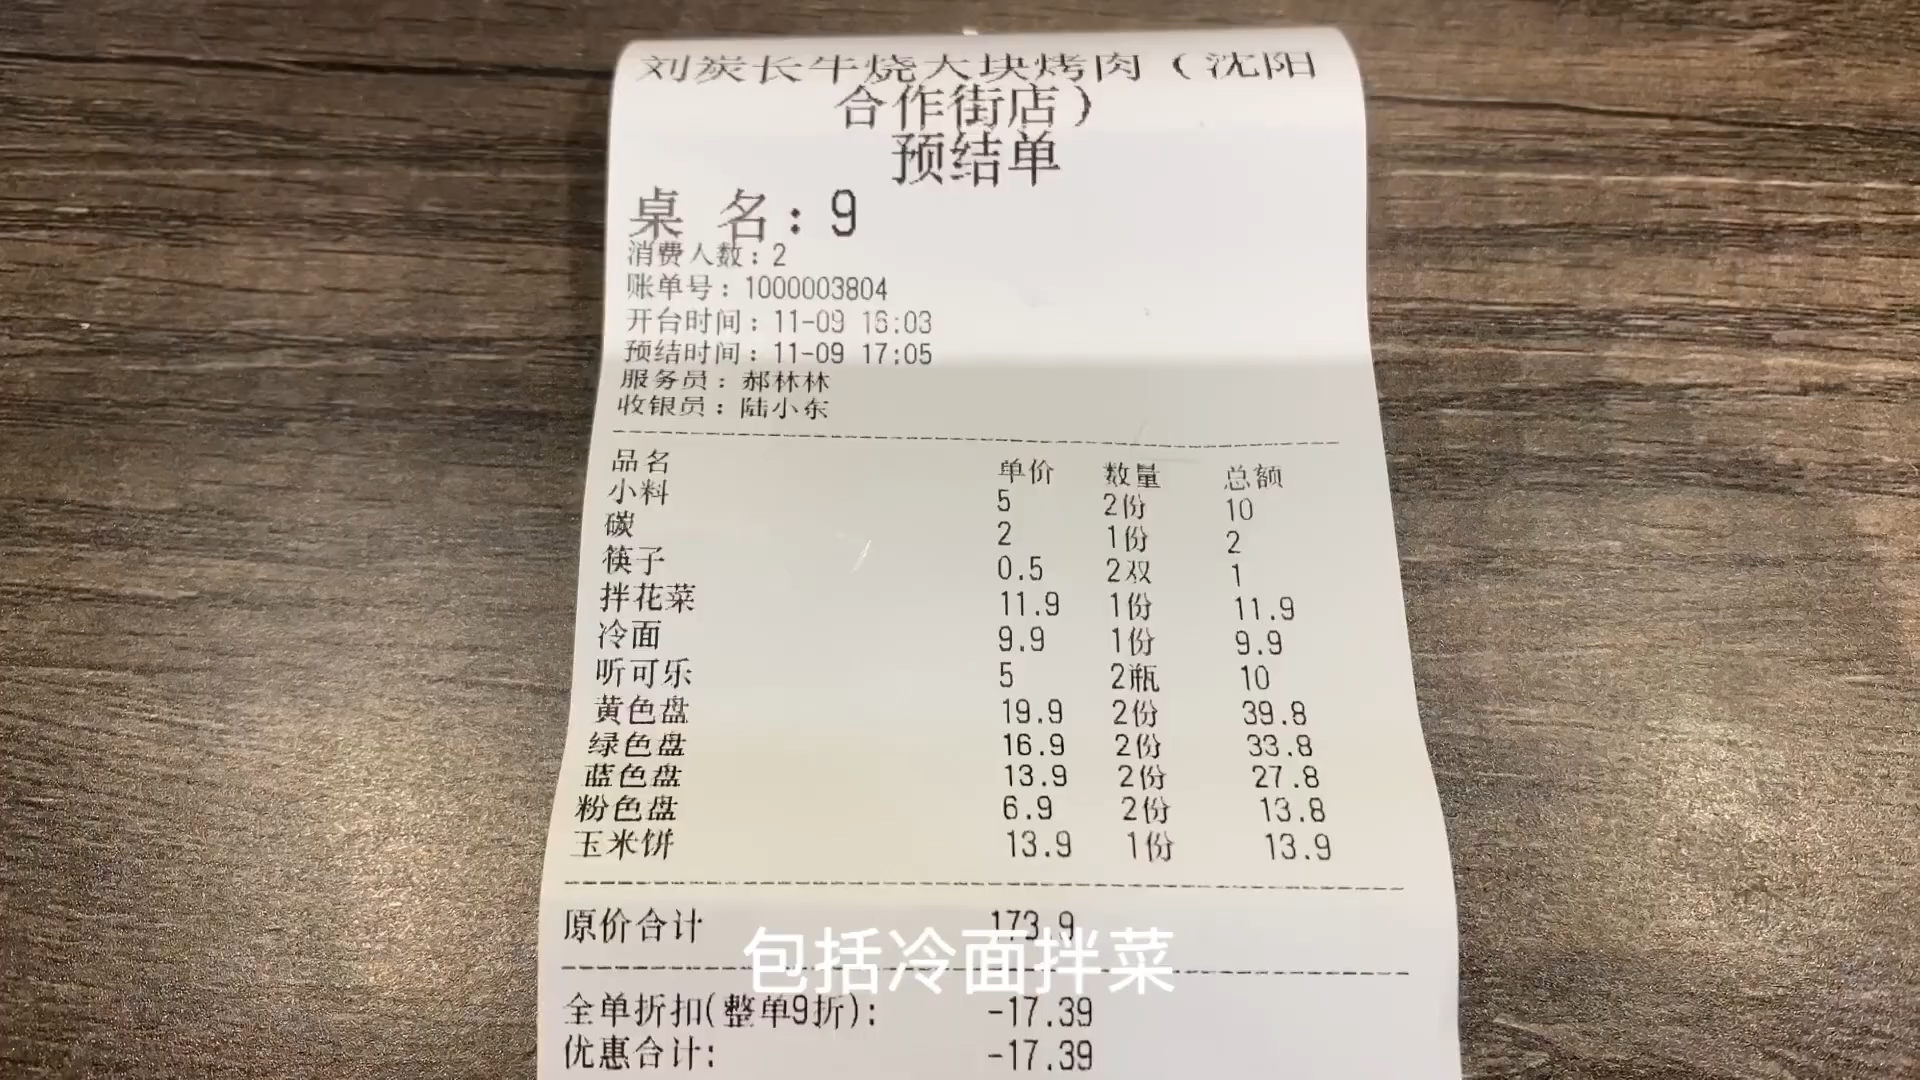 刘炭长牛烧大块烤肉（沈阳
合作街店）
预结单
桌 名：9
消费人数：2
账单号：1000003804
开台时间：11-09 16:03
预结时间：11-09 17:05
服务员：郝林林
收银员：陆小东
品名 单价 数量 总额
小料 5 2份 10
碳 2 1份 2
筷子 0.5 2双 1
拌花菜 11.9 1份 11.9
冷面 9.9 1份 9.9
听可乐 5 2瓶 10
黄色盘 19.9 2份 39.8
绿色盘 16.9 2份 33.8
蓝色盘 13.9 2份 27.8
粉色盘 6.9 2份 13.8
玉米饼 13.9 1份 13.9
原价合计 173.9
包括冷面拌菜
全单折扣(整单9折): -17.39
优惠合计: -17.39